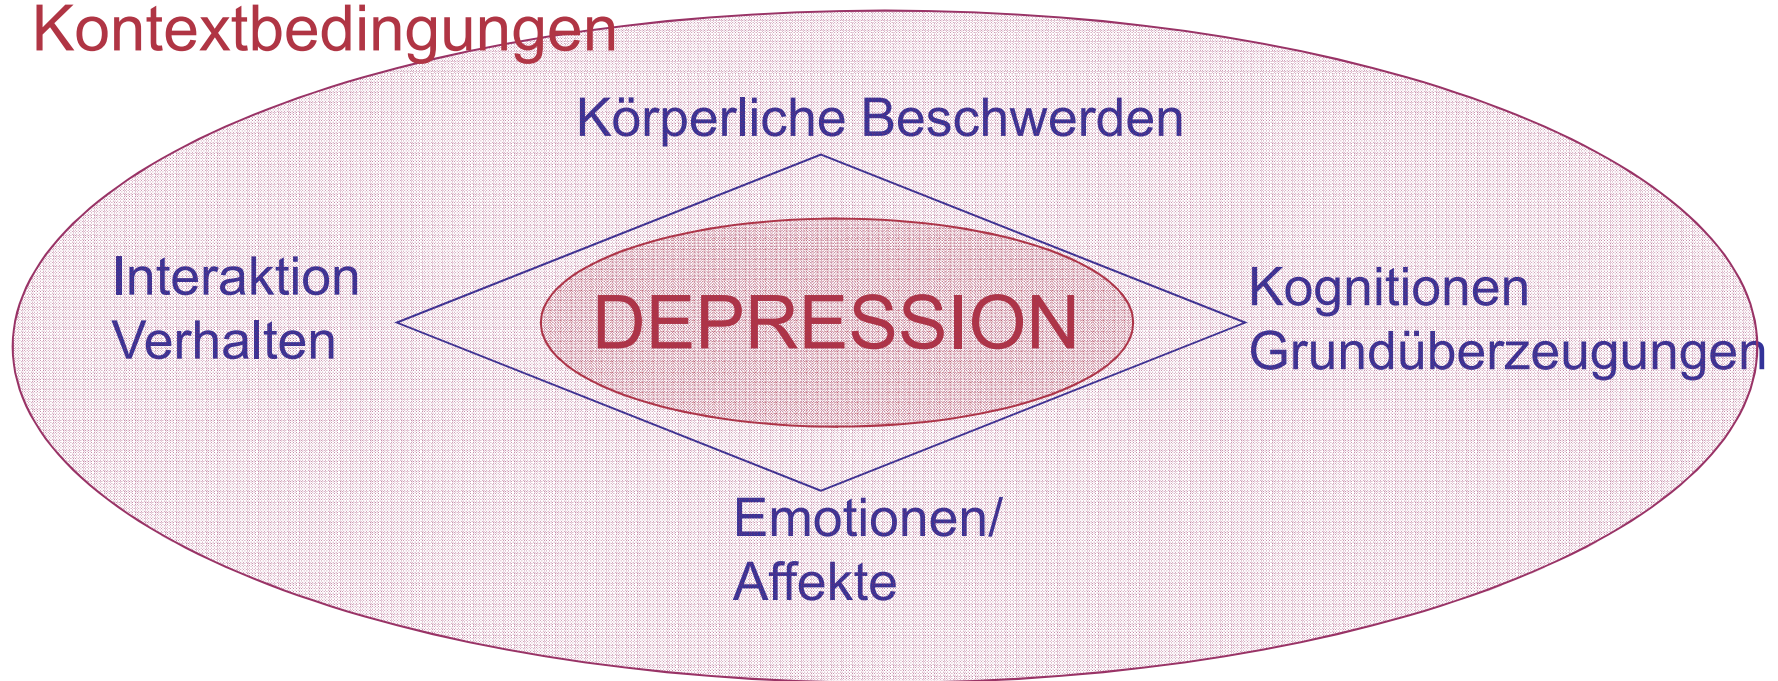 Kontextbedingungen
Körperliche Beschwerden
Interaktion
Verhalten
DEPRESSION
Kognitionen
Grundüberzeugungen
Emotionen/
Affekte